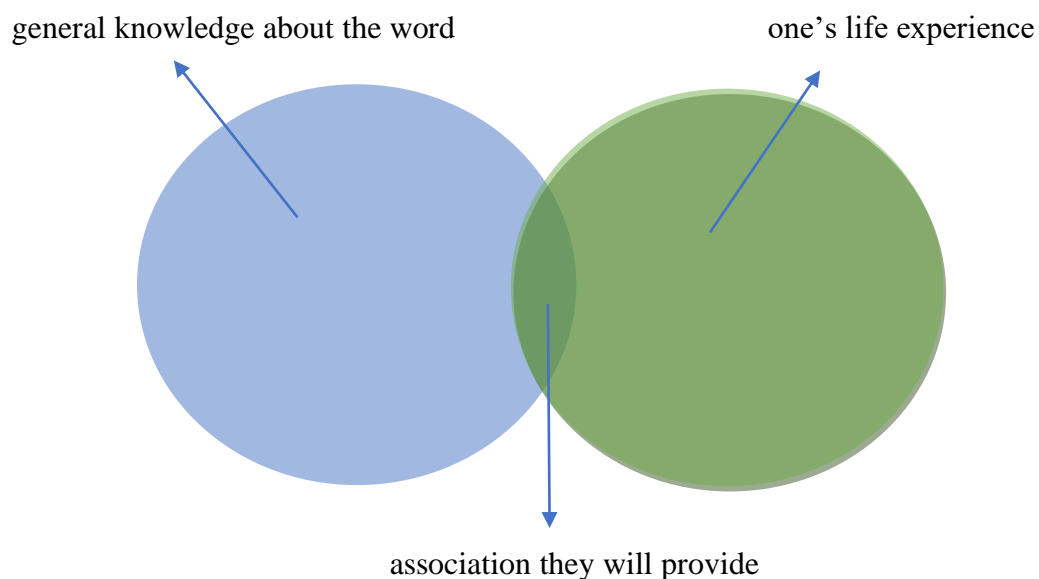 general knowledge about the word
one’s life experience
association they will provide